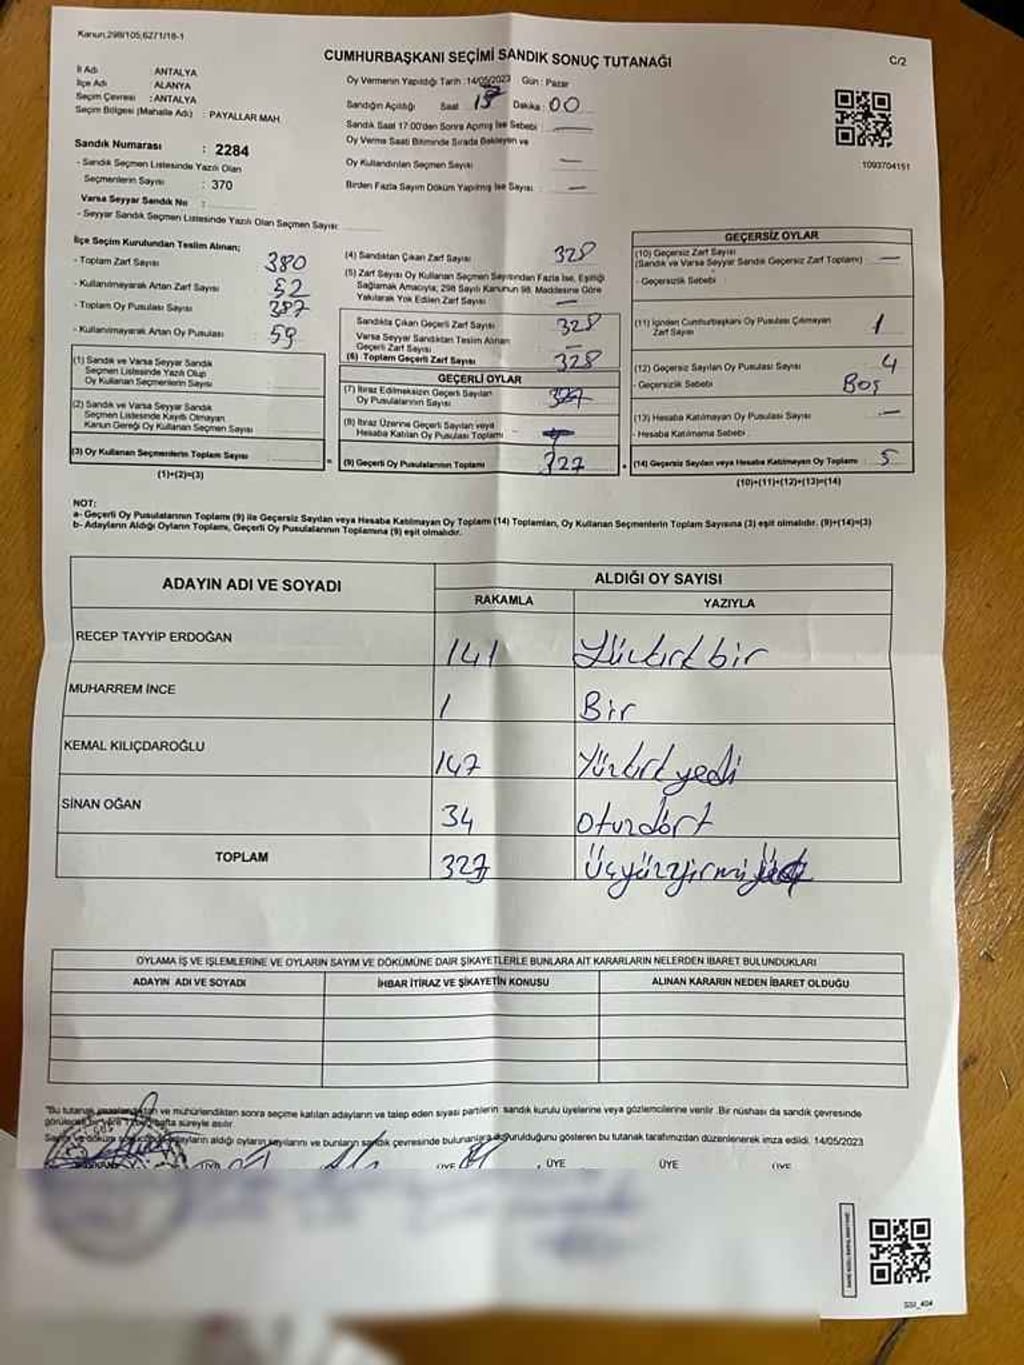 Kanun;298/105;6271/18-1
CUMHURBAŞKANI SEÇİMİ SANDIK SONUÇ TUTANAĞI
C/2
İl Adı : ANTALYA
İlçe Adı : ALANYA
Seçim Çevresi : ANTALYA
Seçim Bölgesi (Mahalle Adı) : PAYALLAR MAH
Oy Vermenin Yapıldığı Tarih :14/05/2023 Gün : Pazar
Sandığın Açıldığı Saat Dakika: 00
Sandık Saat 17:00'den Sonra Açmış İse Sebebi : —
Oy Verme Saati Bitiminde Sırada Bekleyen ve
Oy Kullandırılan Seçmen Sayısı —
Birden Fazla Sayım Döküm Yapılmış İse Sayısı : —
1093704151
Sandık Numarası : 2284
- Sandık Seçmen Listesinde Yazılı Olan
Seçmenlerin Sayısı : 370
Varsa Seyyar Sandık No :
- Seyyar Sandık Seçmen Listesinde Yazılı Olan Seçmen Sayısı:
İlçe Seçim Kurulundan Teslim Alınan;
- Toplam Zarf Sayısı 380
- Kullanılmayarak Artan Zarf Sayısı 52
- Toplam Oy Pusulası Sayısı 387
- Kullanılmayarak Artan Oy Pusulası 59
(1) Sandık ve Varsa Seyyar Sandık
Seçmen Listesinde Yazılı Olup
Oy Kullanan Seçmenlerin Sayısı
(2) Sandık ve Varsa Seyyar Sandık
Seçmen Listesinde Kayıtlı Olmayan
Kanun Gereği Oy Kullanan Seçmen Sayısı
(3) Oy Kullanan Seçmenlerin Toplam Sayısı
(1)+(2)=(3)
(4) Sandıktan Çıkan Zarf Sayısı 328
(5) Zarf Sayısı Oy Kullanan Seçmen Sayısından Fazla İse, Eşitliği
Sağlamak Amacıyla, 298 Sayılı Kanunun 98. Maddesine Göre
Yakılarak Yok Edilen Zarf Sayısı —
Sandıkta Çıkan Geçerli Zarf Sayısı 328
Varsa Seyyar Sandıktan Teslim Alınan
Geçerli Zarf Sayısı —
(6) Toplam Geçerli Zarf Sayısı 328
GEÇERLİ OYLAR
(7) İtiraz Edilmeksizin Geçerli Sayılan
Oy Pusulalarının Sayısı 327
(8) İtiraz Üzerine Geçerli Sayılan veya
Hesaba Katılan Oy Pusulası Toplamı
(9) Geçerli Oy Pusulalarının Toplamı 327
GEÇERSİZ OYLAR
(10) Geçersiz Zarf Sayısı
(Sandık ve Varsa Seyyar Sandık Geçersiz Zarf Toplamı) —
- Geçersizlik Sebebi :
(11) İçinden Cumhurbaşkanı Oy Pusulası Çıkmayan
Zarf Sayısı 1
(12) Geçersiz Sayılan Oy Pusulası Sayısı 4
- Geçersizlik Sebebi Boş
(13) Hesaba Katılmayan Oy Pusulası Sayısı —
- Hesaba Katılmama Sebebi :
(14) Geçersiz Sayılan veya Hesaba Katılmayan Oy Toplamı 5
(10)+(11)+(12)+(13)=(14)
NOT:
a- Geçerli Oy Pusulalarının Toplamı (9) ile Geçersiz Sayılan veya Hesaba Katılmayan Oy Toplamı (14) Toplamları, Oy Kullanan Seçmenlerin Toplam Sayısına (3) eşit olmalıdır. (9)+(14)=(3)
b- Adayların Aldığı Oyların Toplamı, Geçerli Oy Pusulalarının Toplamına (9) eşit olmalıdır.
ADAYIN ADI VE SOYADI ALDIĞI OY SAYISI
RAKAMLA YAZIYLA
RECEP TAYYİP ERDOĞAN 141 Yüzkırkbir
MUHARREM İNCE 1 Bir
KEMAL KILIÇDAROĞLU 147 Yüzkırkyedi
SİNAN OĞAN 34 Otuzdört
TOPLAM 327 Üçyüzyirmi
OYLAMA İŞ VE İŞLEMLERİNE VE OYLARIN SAYIM VE DÖKÜMÜNE DAİR ŞİKAYETLERLE BUNLARA AİT KARARLARIN NELERDEN İBARET BULUNDUKLARI
ADAYIN ADI VE SOYADI İHBAR İTİRAZ VE ŞİKAYETİN KONUSU ALINAN KARARIN NEDEN İBARET OLDUĞU
"Bu tutanak ve mühürlendikten sonra seçime katılan adayların ve talep eden siyasi partilerin sandık kurulu üyelerine veya gözlemcilerine verilir. Bir nüshası da sandık çevresinde
görülecek bir yere hafta süreyle asılır.
adayların aldığı oyların sayılarını ve bunların sandık çevresinde bulunanlara duyurulduğunu gösteren bu tutanak tarafımızdan düzenlenerek imza edildi. 14/05/2023
ÜYE ÜYE ÜYE ÜYE